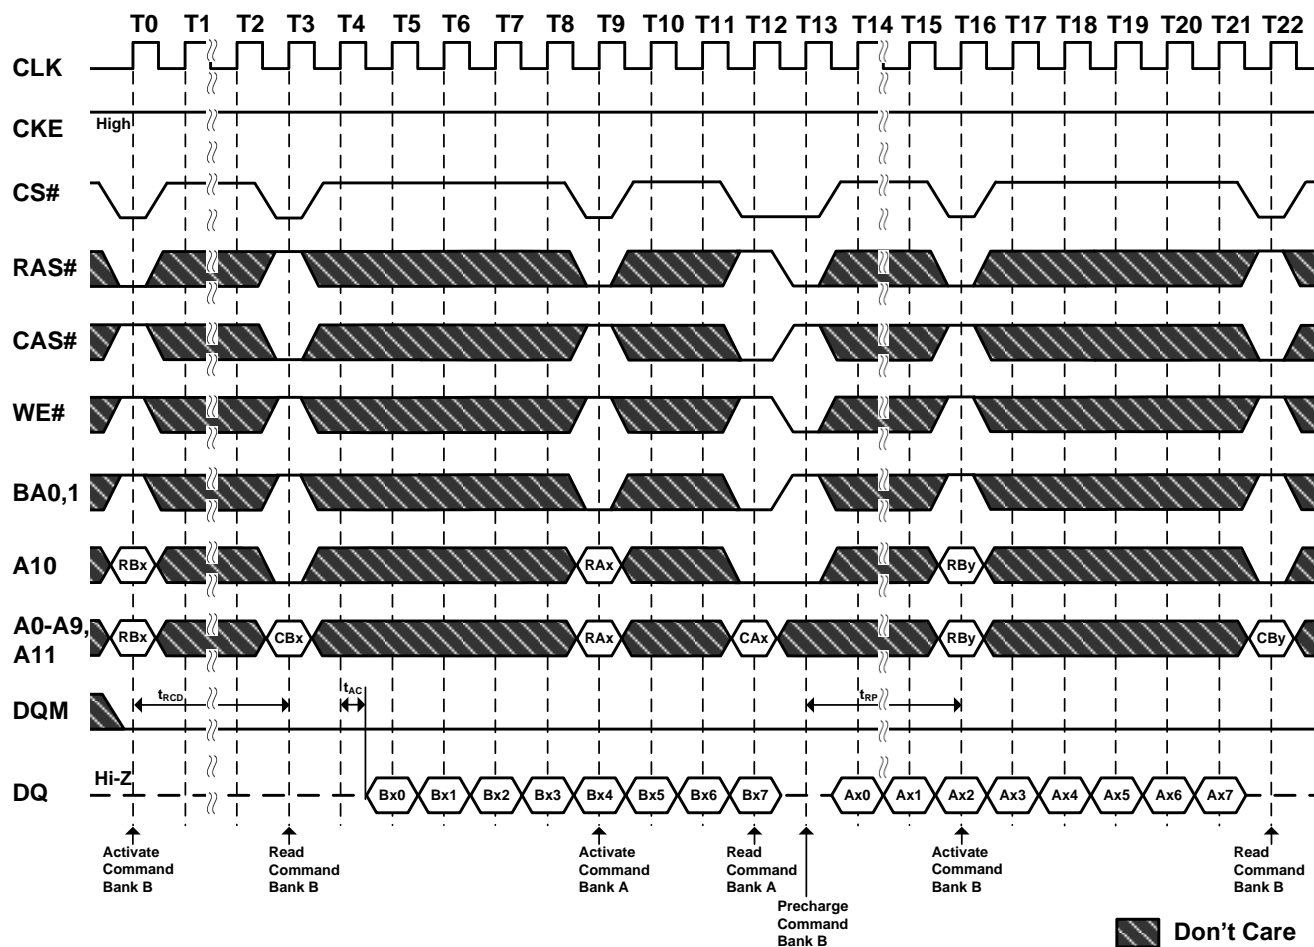 T0 T1 T2 T3 T4 T5 T6 T7 T8 T9 T10 T11 T12 T13 T14 T15 T16 T17 T18 T19 T20 T21 T22
CLK
CKE High
CS#
RAS#
CAS#
WE#
BA0,1
A10 RBx RAx RBy
A0-A9,
A11 RBx CBx RAx CAx RBy CBy
tRCD tAC tRP
DQM
Hi-Z
DQ Bx0 Bx1 Bx2 Bx3 Bx4 Bx5 Bx6 Bx7 Ax0 Ax1 Ax2 Ax3 Ax4 Ax5 Ax6 Ax7
Activate
Command
Bank B
Read
Command
Bank B
Activate
Command
Bank A
Read
Command
Bank A
Precharge
Command
Bank B
Activate
Command
Bank B
Read
Command
Bank B
Don't Care